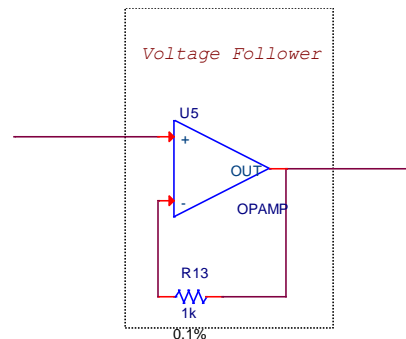 Voltage Follower
U5
+
OUT
-
OPAMP
R13
1k
0.1%